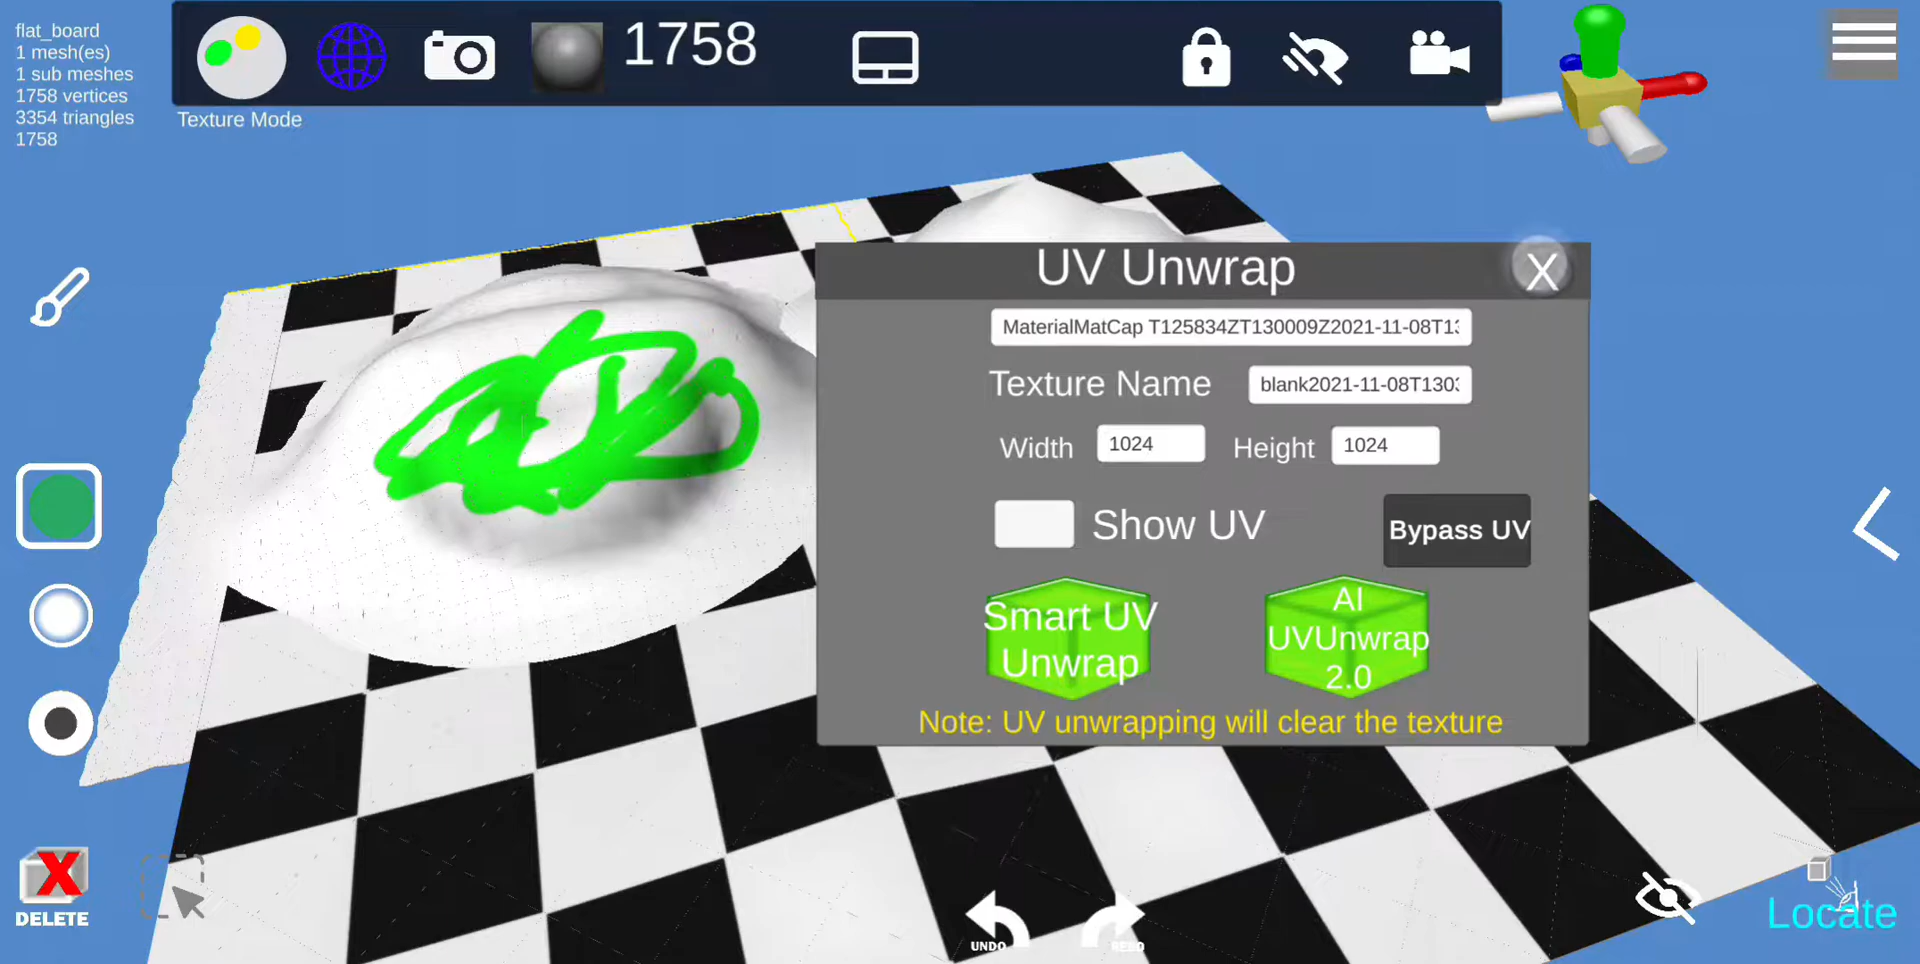 flat_board
1 mesh(es)
1 sub meshes
1758 vertices
3354 triangles
1758
1758
Texture Mode
UV Unwrap
X
MaterialMatCap T125834ZT130009Z2021-11-08T13
Texture Name
blank2021-11-08T130
Width
1024
Height
1024
Show UV
Bypass UV
Smart UV
Unwrap
AI
UVUnwrap
2.0
Note: UV unwrapping will clear the texture
X
DELETE
UNDO
REDO
Locate